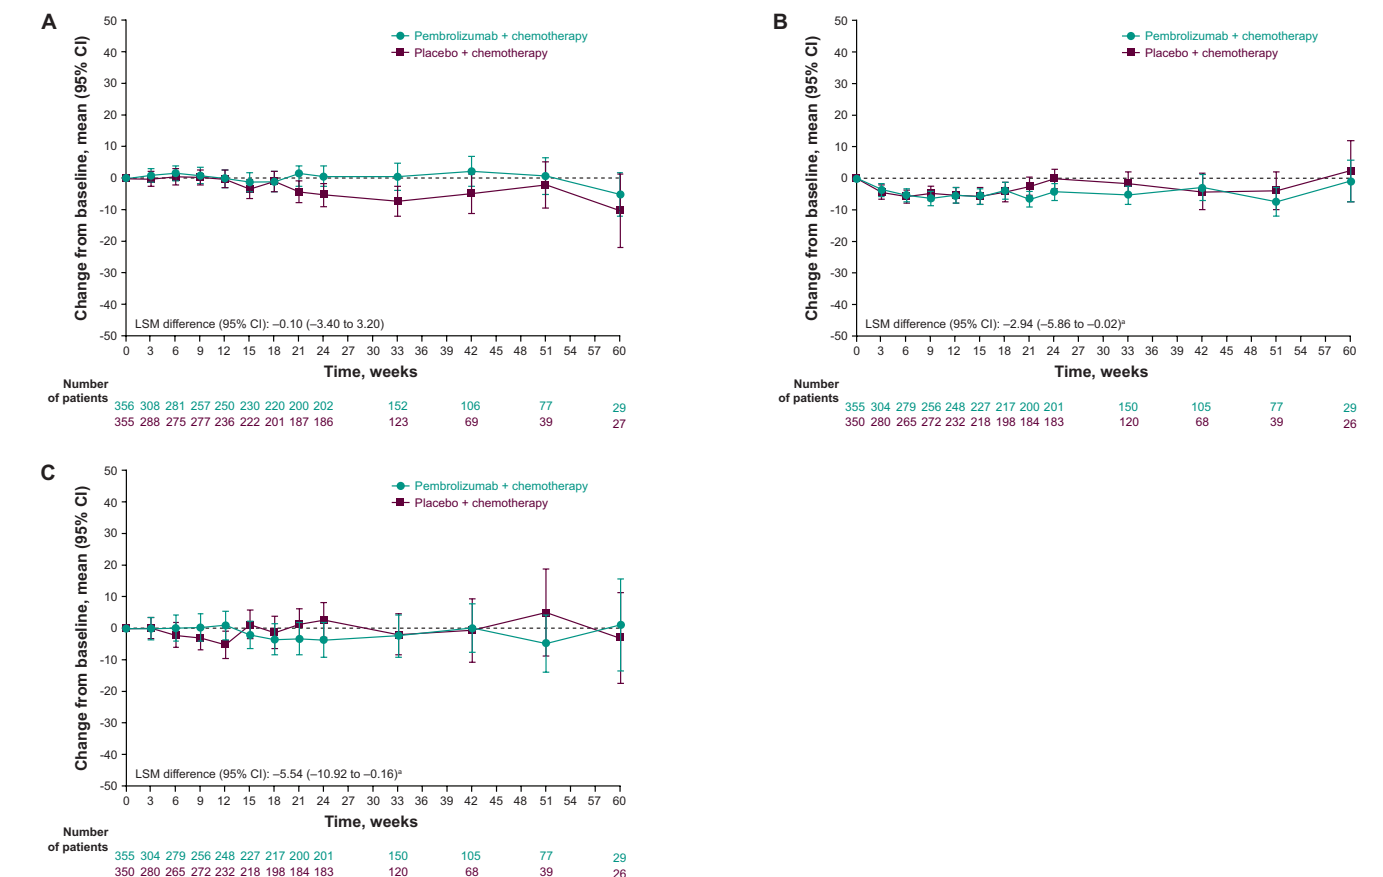 A
Change from baseline, mean (95% CI)
50
40
30
20
10
0
-10
-20
-30
-40
-50
Pembrolizumab + chemotherapy
Placebo + chemotherapy
LSM difference (95% CI): –0.10 (–3.40 to 3.20)
0 3 6 9 12 15 18 21 24 27 30 33 36 39 42 45 48 51 54 57 60
Time, weeks
Number
of patients
356 308 281 257 250 230 220 200 202 152 106 77 29
355 288 275 277 236 222 201 187 186 123 69 39 27
B
Change from baseline, mean (95% CI)
50
40
30
20
10
0
-10
-20
-30
-40
-50
Pembrolizumab + chemotherapy
Placebo + chemotherapy
LSM difference (95% CI): –2.94 (–5.86 to –0.02)ᵃ
0 3 6 9 12 15 18 21 24 27 30 33 36 39 42 45 48 51 54 57 60
Time, weeks
Number
of patients
355 304 279 256 248 227 217 200 201 150 105 77 29
350 280 265 272 232 218 198 184 183 120 68 39 26
C
Change from baseline, mean (95% CI)
50
40
30
20
10
0
-10
-20
-30
-40
-50
Pembrolizumab + chemotherapy
Placebo + chemotherapy
LSM difference (95% CI): –5.54 (–10.92 to –0.16)ᵃ
0 3 6 9 12 15 18 21 24 27 30 33 36 39 42 45 48 51 54 57 60
Time, weeks
Number
of patients
355 304 279 256 248 227 217 200 201 150 105 77 29
350 280 265 272 232 218 198 184 183 120 68 39 26